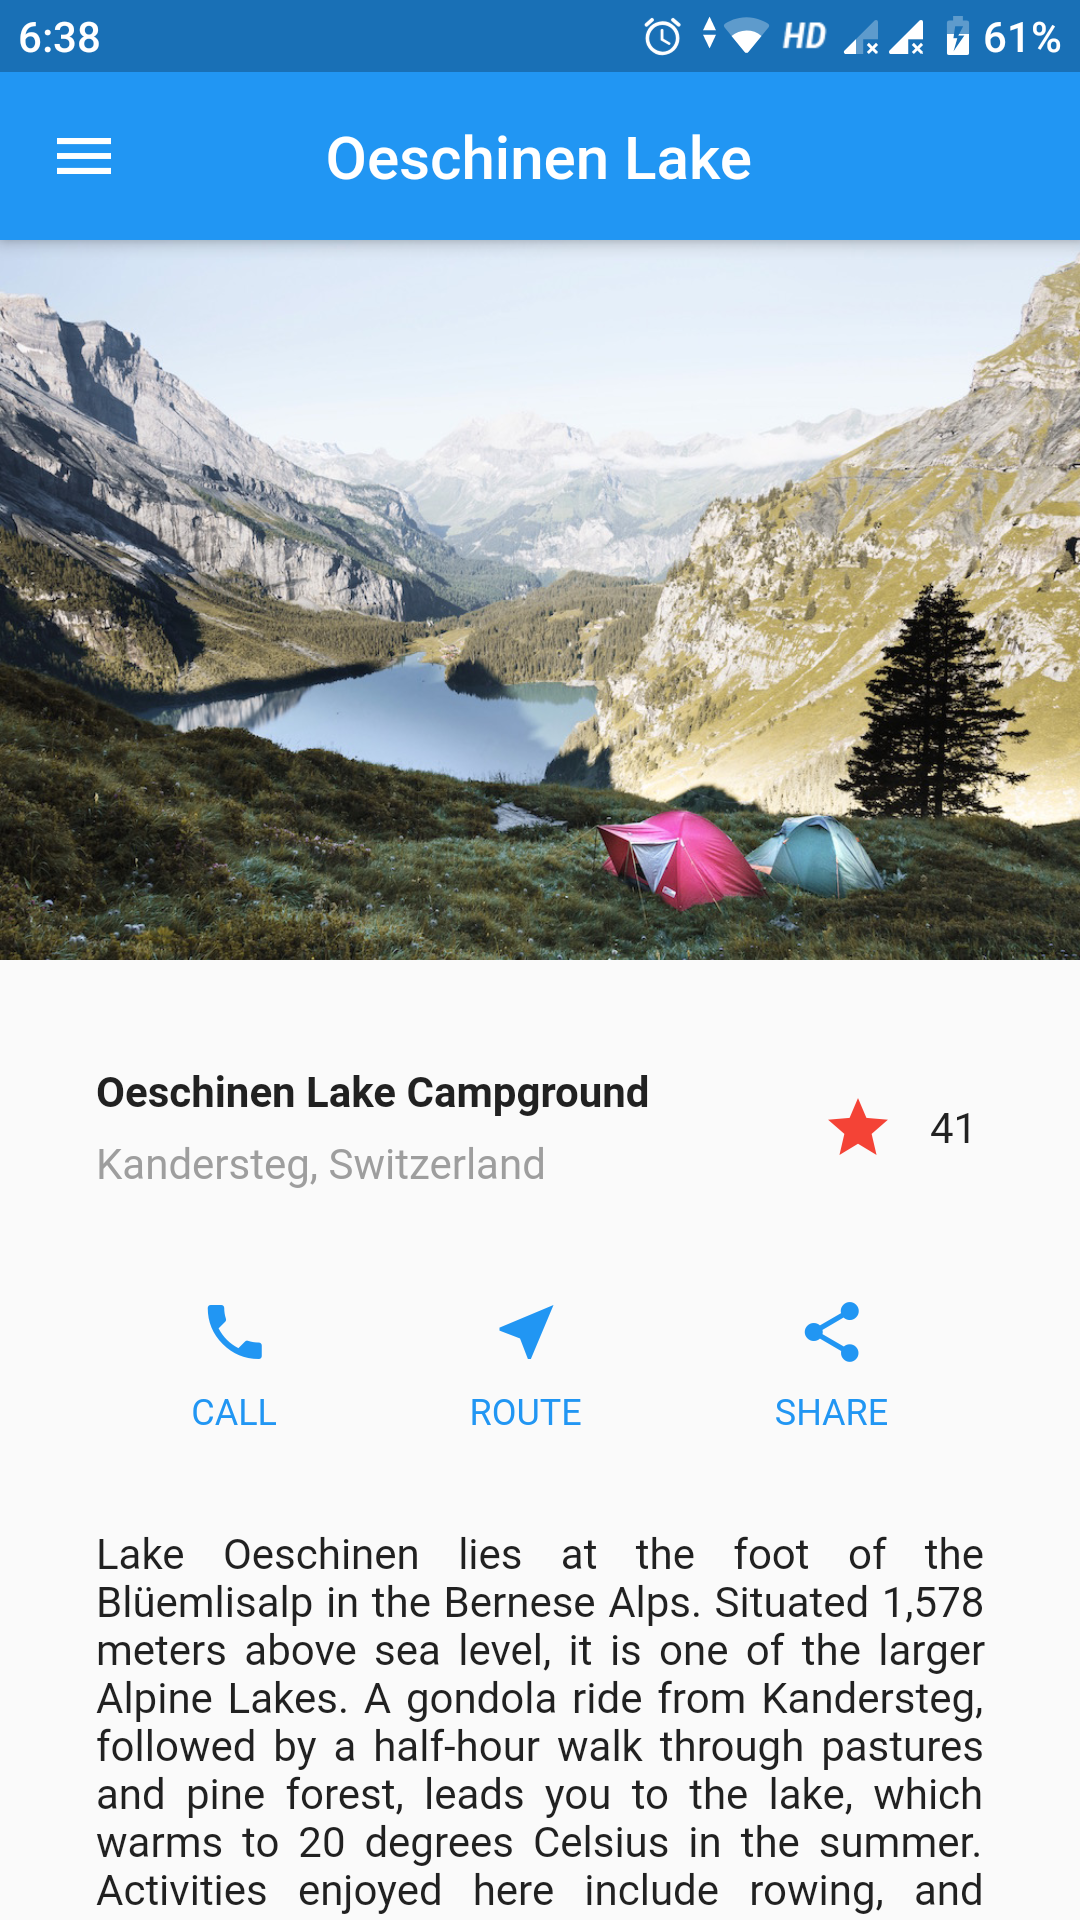 6:38 HD 61%
Oeschinen Lake
Oeschinen Lake Campground
41
Kandersteg, Switzerland
CALL ROUTE SHARE
Lake Oeschinen lies at the foot of the
Blüemlisalp in the Bernese Alps. Situated 1,578
meters above sea level, it is one of the larger
Alpine Lakes. A gondola ride from Kandersteg,
followed by a half-hour walk through pastures
and pine forest, leads you to the lake, which
warms to 20 degrees Celsius in the summer.
Activities enjoyed here include rowing, and